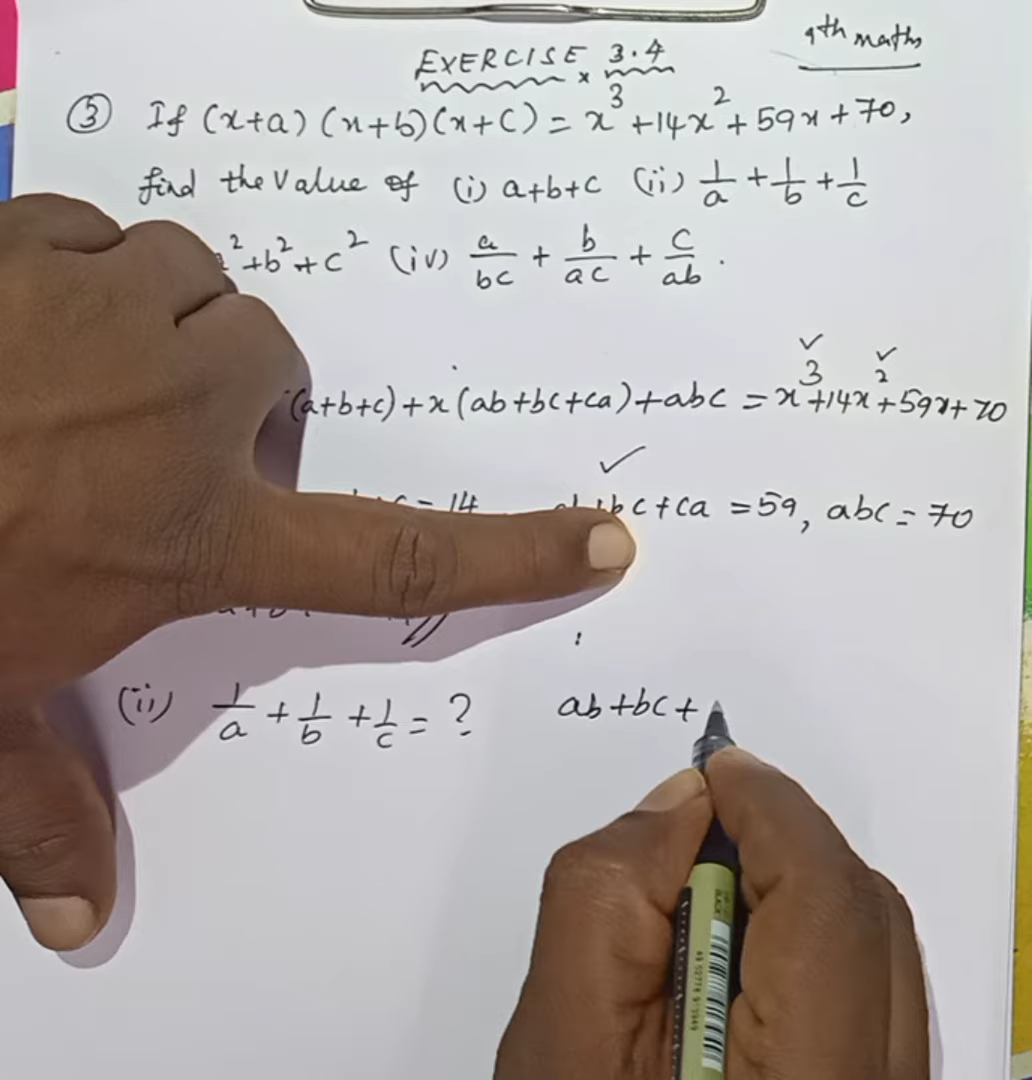 9th maths
EXERCISE 3.4
③ If (x+a)(x+b)(x+c) = x³+14x²+59x+70,
find the value of (i) a+b+c (ii) 1/a + 1/b + 1/c
²+b²+c² (iv) a/bc + b/ac + c/ab.
(a+b+c)+x(ab+bc+ca)+abc = x³+14x²+59x+70
= 14 bc+ca = 59, abc = 70
(ii) 1/a + 1/b + 1/c = ? ab+bc+